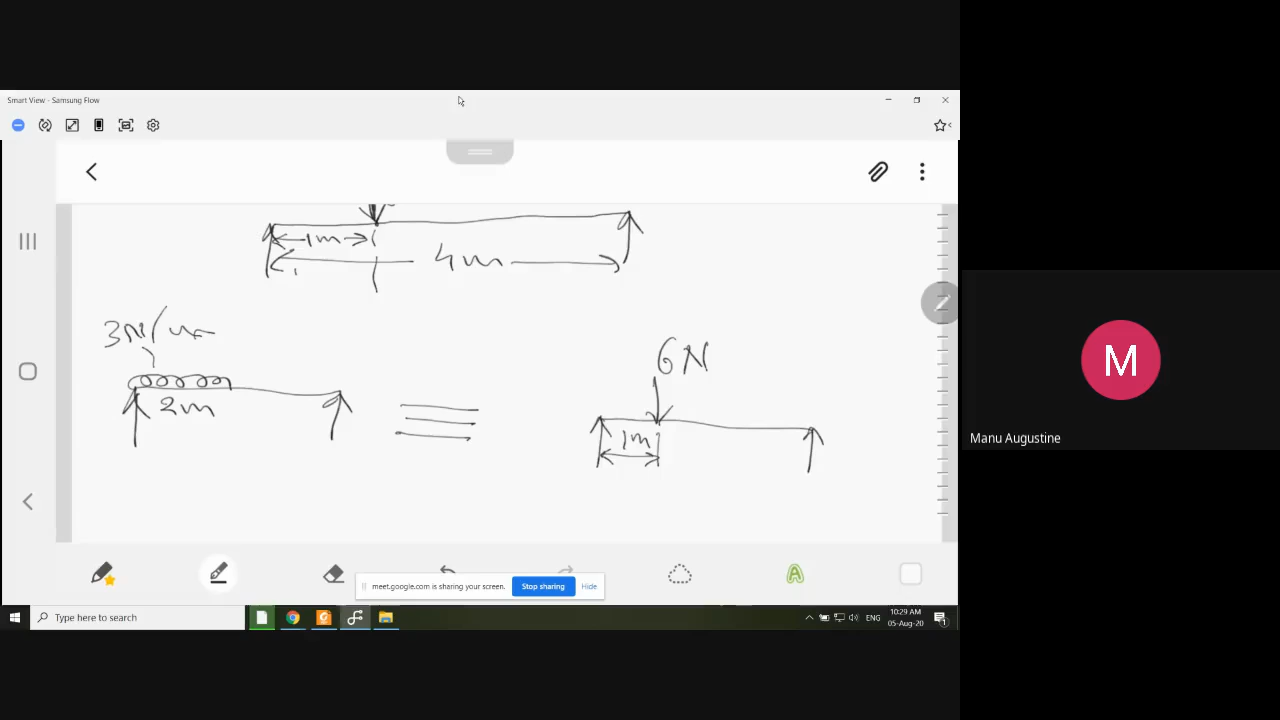 Smart View - Samsung Flow
1m
4m
3N/m
2m
6N
1m
M
Manu Augustine
meet.google.com is sharing your screen.
Stop sharing
Hide
A
Type here to search
ENG
10:29 AM
05-Aug-20
1